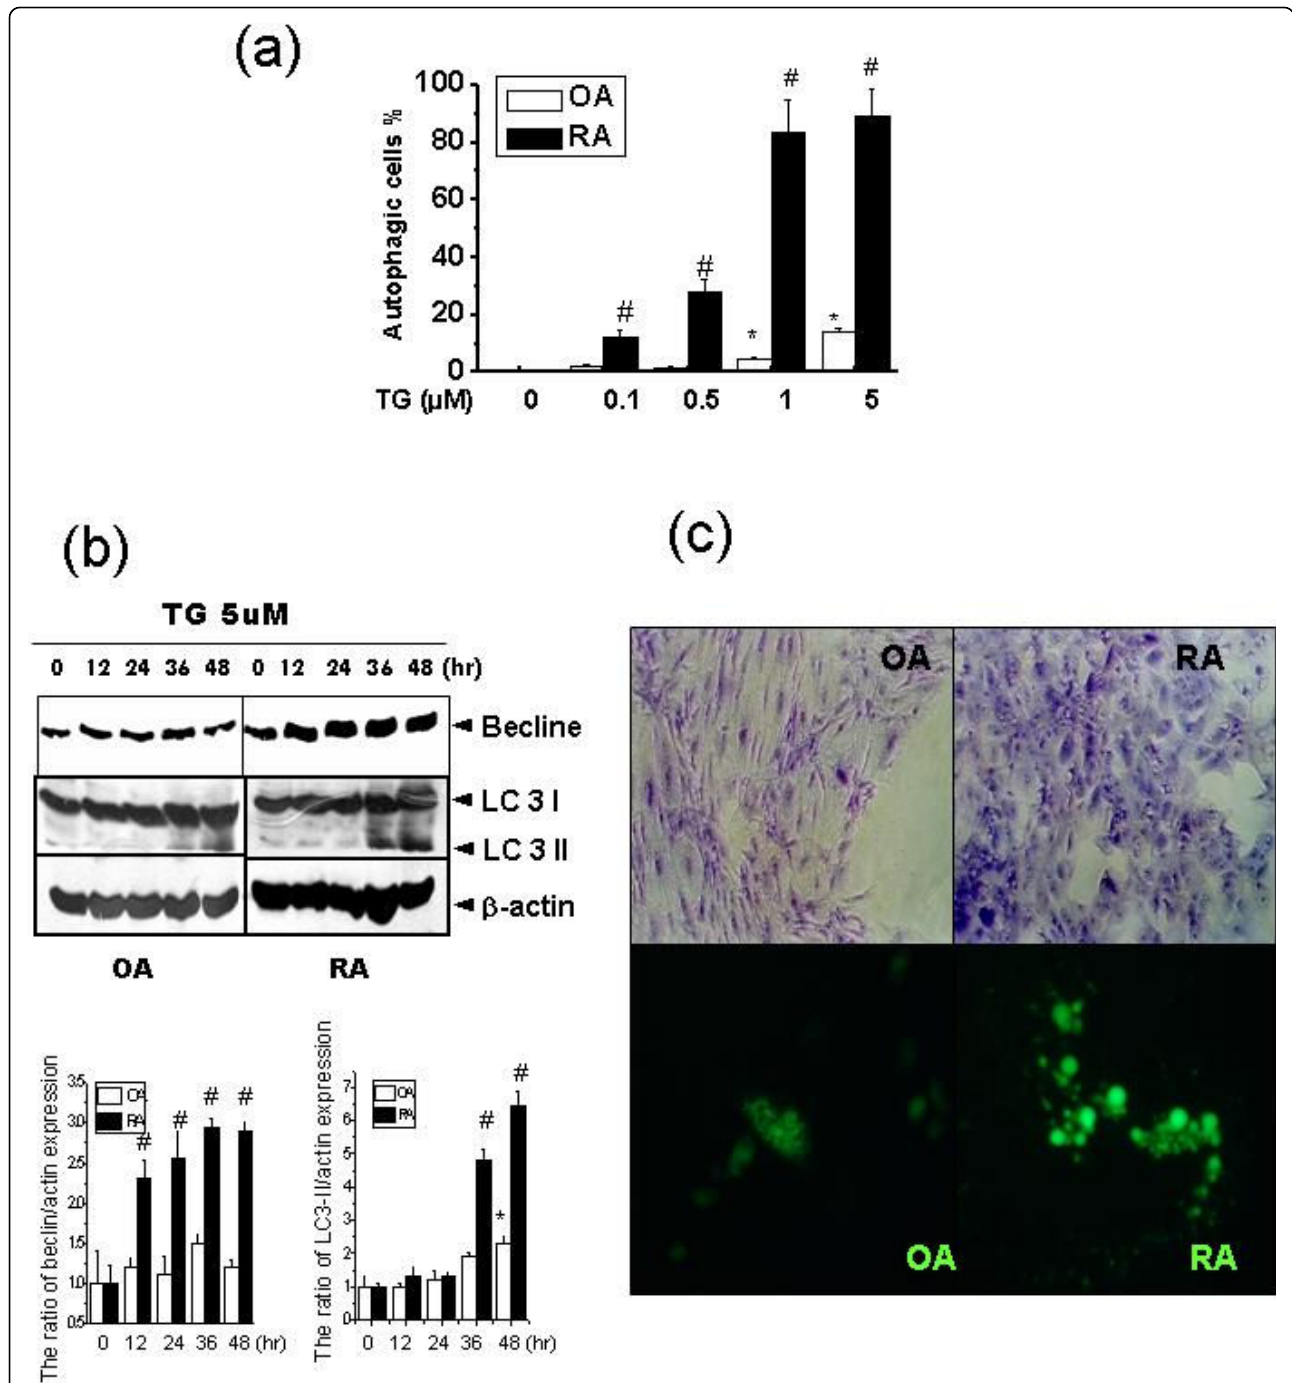 (a)
#
#
100
OA
RA
80
60
40
#
20
#
*
*
0
Autophagic cells %
TG (µM) 0 0.1 0.5 1 5
(b)
TG 5uM
0 12 24 36 48 0 12 24 36 48 (hr)
Becline
LC 3 I
LC 3 II
β-actin
OA RA
The ratio of beclin/actin expression
3.5
3.0
2.5
2.0
1.5
1.0
0.5
OA
RA
#
#
#
#
0 12 24 36 48 (hr)
The ratio of LC3-II/actin expression
7
6
5
4
3
2
1
0
OA
RA
#
#
*
0 12 24 36 48 (hr)
(c)
OA RA
OA RA